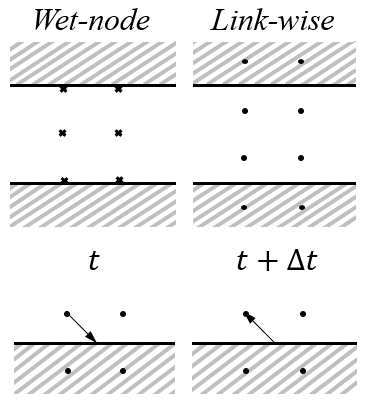 Wet-node Link-wise
t t + Δt